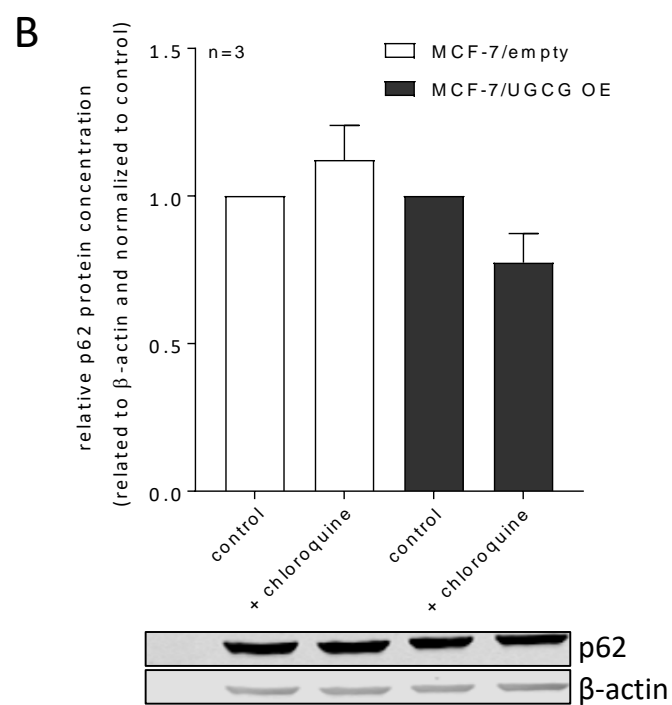 B
relative p62 protein concentration
(related to β-actin and normalized to control)
1.5
1.0
0.5
0.0
n=3
MCF-7/empty
MCF-7/UGCG OE
control
+ chloroquine
control
+ chloroquine
p62
β-actin